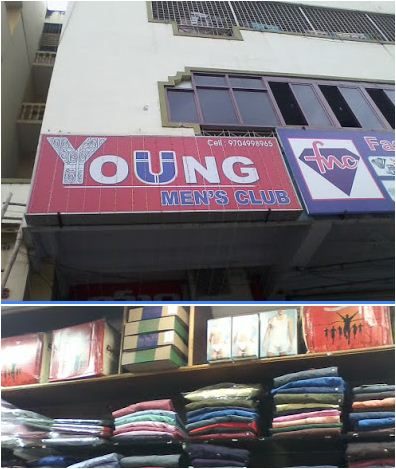 Cell : 9704998965
YOUNG
MEN'S CLUB
fmc